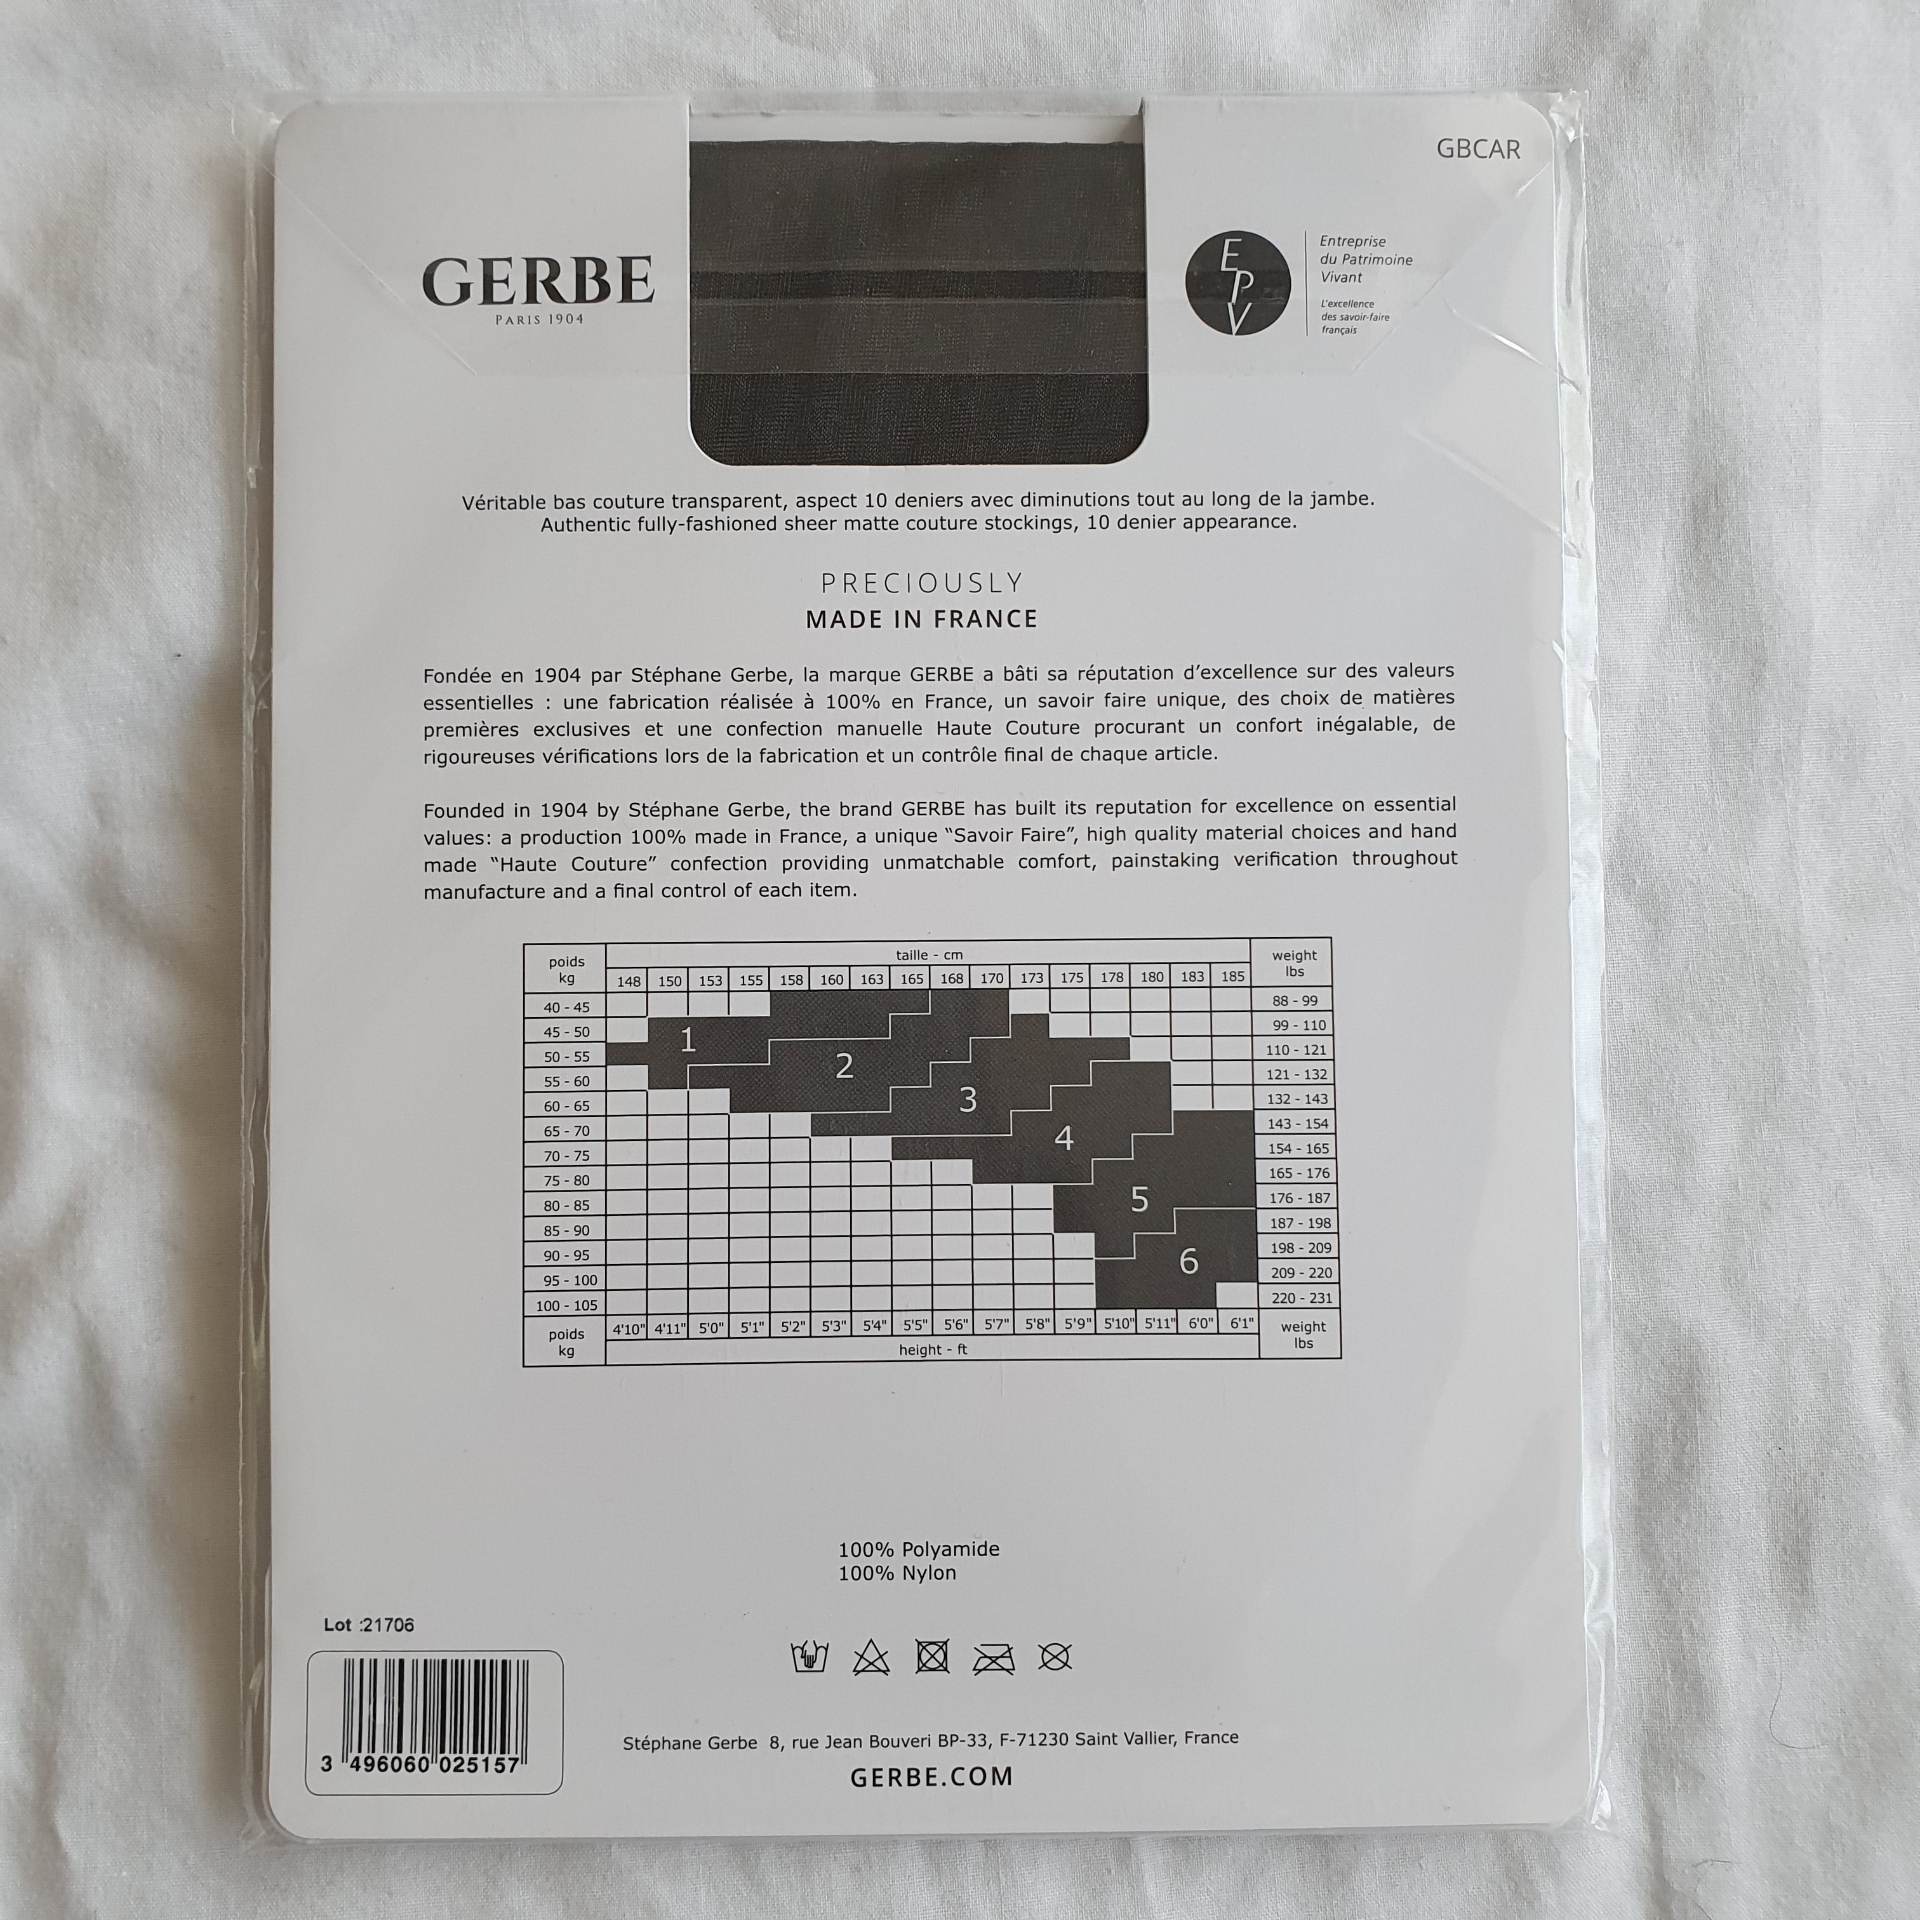 GBCAR
GERBE
PARIS 1904
E
P
V
Entreprise
du Patrimoine
Vivant
L'excellence
des savoir-faire
français
Véritable bas couture transparent, aspect 10 deniers avec diminutions tout au long de la jambe.
Authentic fully-fashioned sheer matte couture stockings, 10 denier appearance.
PRECIOUSLY
MADE IN FRANCE
Fondée en 1904 par Stéphane Gerbe, la marque GERBE a bâti sa réputation d'excellence sur des valeurs
essentielles : une fabrication réalisée à 100% en France, un savoir faire unique, des choix de matières
premières exclusives et une confection manuelle Haute Couture procurant un confort inégalable, de
rigoureuses vérifications lors de la fabrication et un contrôle final de chaque article.
Founded in 1904 by Stéphane Gerbe, the brand GERBE has built its reputation for excellence on essential
values: a production 100% made in France, a unique “Savoir Faire”, high quality material choices and hand
made “Haute Couture” confection providing unmatchable comfort, painstaking verification throughout
manufacture and a final control of each item.
poids taille - cm weight
kg 148 150 153 155 158 160 163 165 168 170 173 175 178 180 183 185 lbs
40 - 45 88 - 99
45 - 50 1 99 - 110
50 - 55 2 110 - 121
55 - 60 121 - 132
60 - 65 3 132 - 143
65 - 70 4 143 - 154
70 - 75 154 - 165
75 - 80 165 - 176
80 - 85 5 176 - 187
85 - 90 187 - 198
90 - 95 6 198 - 209
95 - 100 209 - 220
100 - 105 220 - 231
poids 4'10" 4'11" 5'0" 5'1" 5'2" 5'3" 5'4" 5'5" 5'6" 5'7" 5'8" 5'9" 5'10" 5'11" 6'0" 6'1" weight
kg height - ft lbs
100% Polyamide
100% Nylon
Lot :21706
3 496060 025157
Stéphane Gerbe 8, rue Jean Bouveri BP-33, F-71230 Saint Vallier, France
GERBE.COM